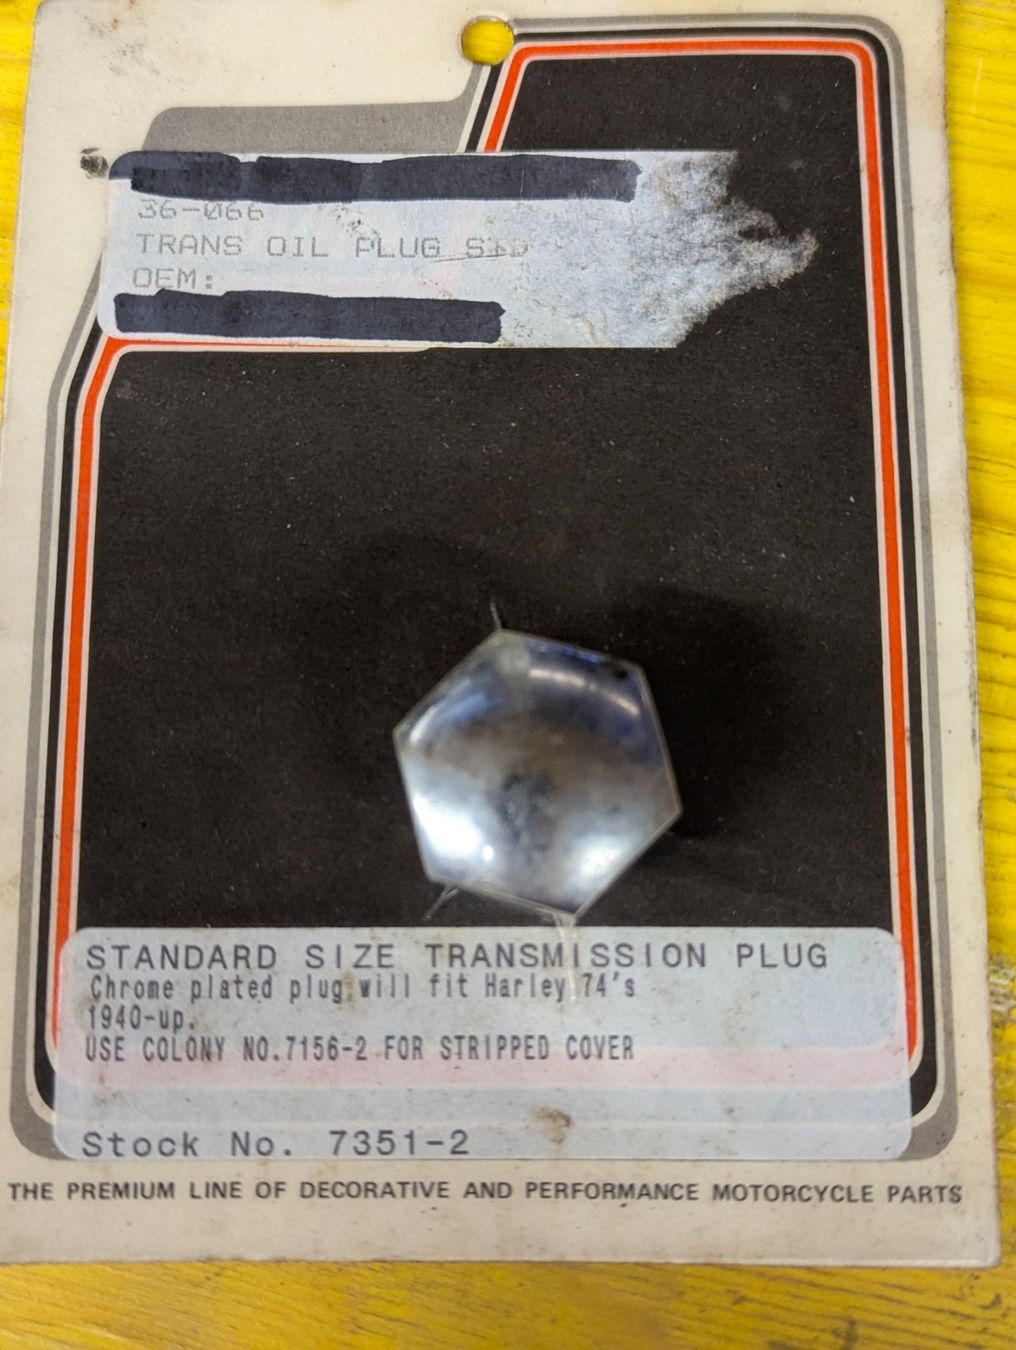 36-066
TRANS OIL PLUG STD
OEM:
STANDARD SIZE TRANSMISSION PLUG
Chrome plated plug will fit Harley 74's
1940-up.
USE COLONY NO.7156-2 FOR STRIPPED COVER
Stock No. 7351-2
THE PREMIUM LINE OF DECORATIVE AND PERFORMANCE MOTORCYCLE PARTS